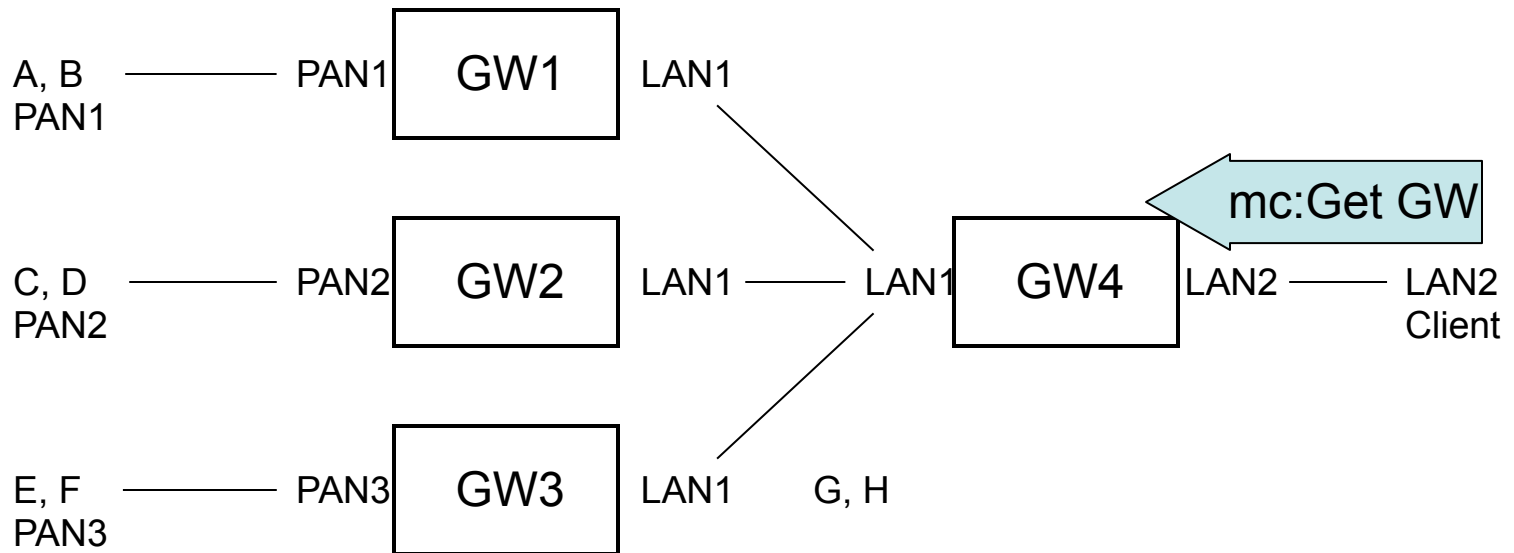 A, B
PAN1
PAN1
GW1
LAN1
mc:Get GW
C, D
PAN2
PAN2
GW2
LAN1
LAN1
GW4
LAN2
LAN2
Client
E, F
PAN3
PAN3
GW3
LAN1
G, H